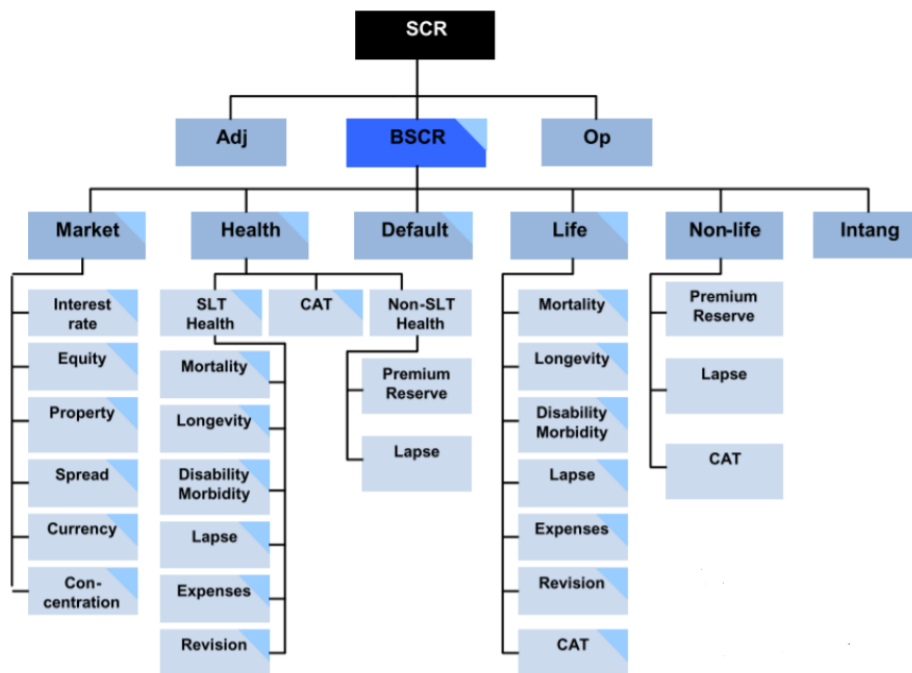 SCR
Adj
BSCR
Op
Market
Health
Default
Life
Non-life
Intang
Interest
rate
Equity
Property
Spread
Currency
Con-
centration
SLT
Health
CAT
Non-SLT
Health
Mortality
Longevity
Disability
Morbidity
Lapse
Expenses
Revision
Premium
Reserve
Lapse
Mortality
Longevity
Disability
Morbidity
Lapse
Expenses
Revision
CAT
Premium
Reserve
Lapse
CAT